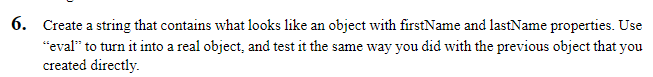 6. Create a string that contains what looks like an object with firstName and lastName properties. Use
“eval” to turn it into a real object, and test it the same way you did with the previous object that you
created directly.